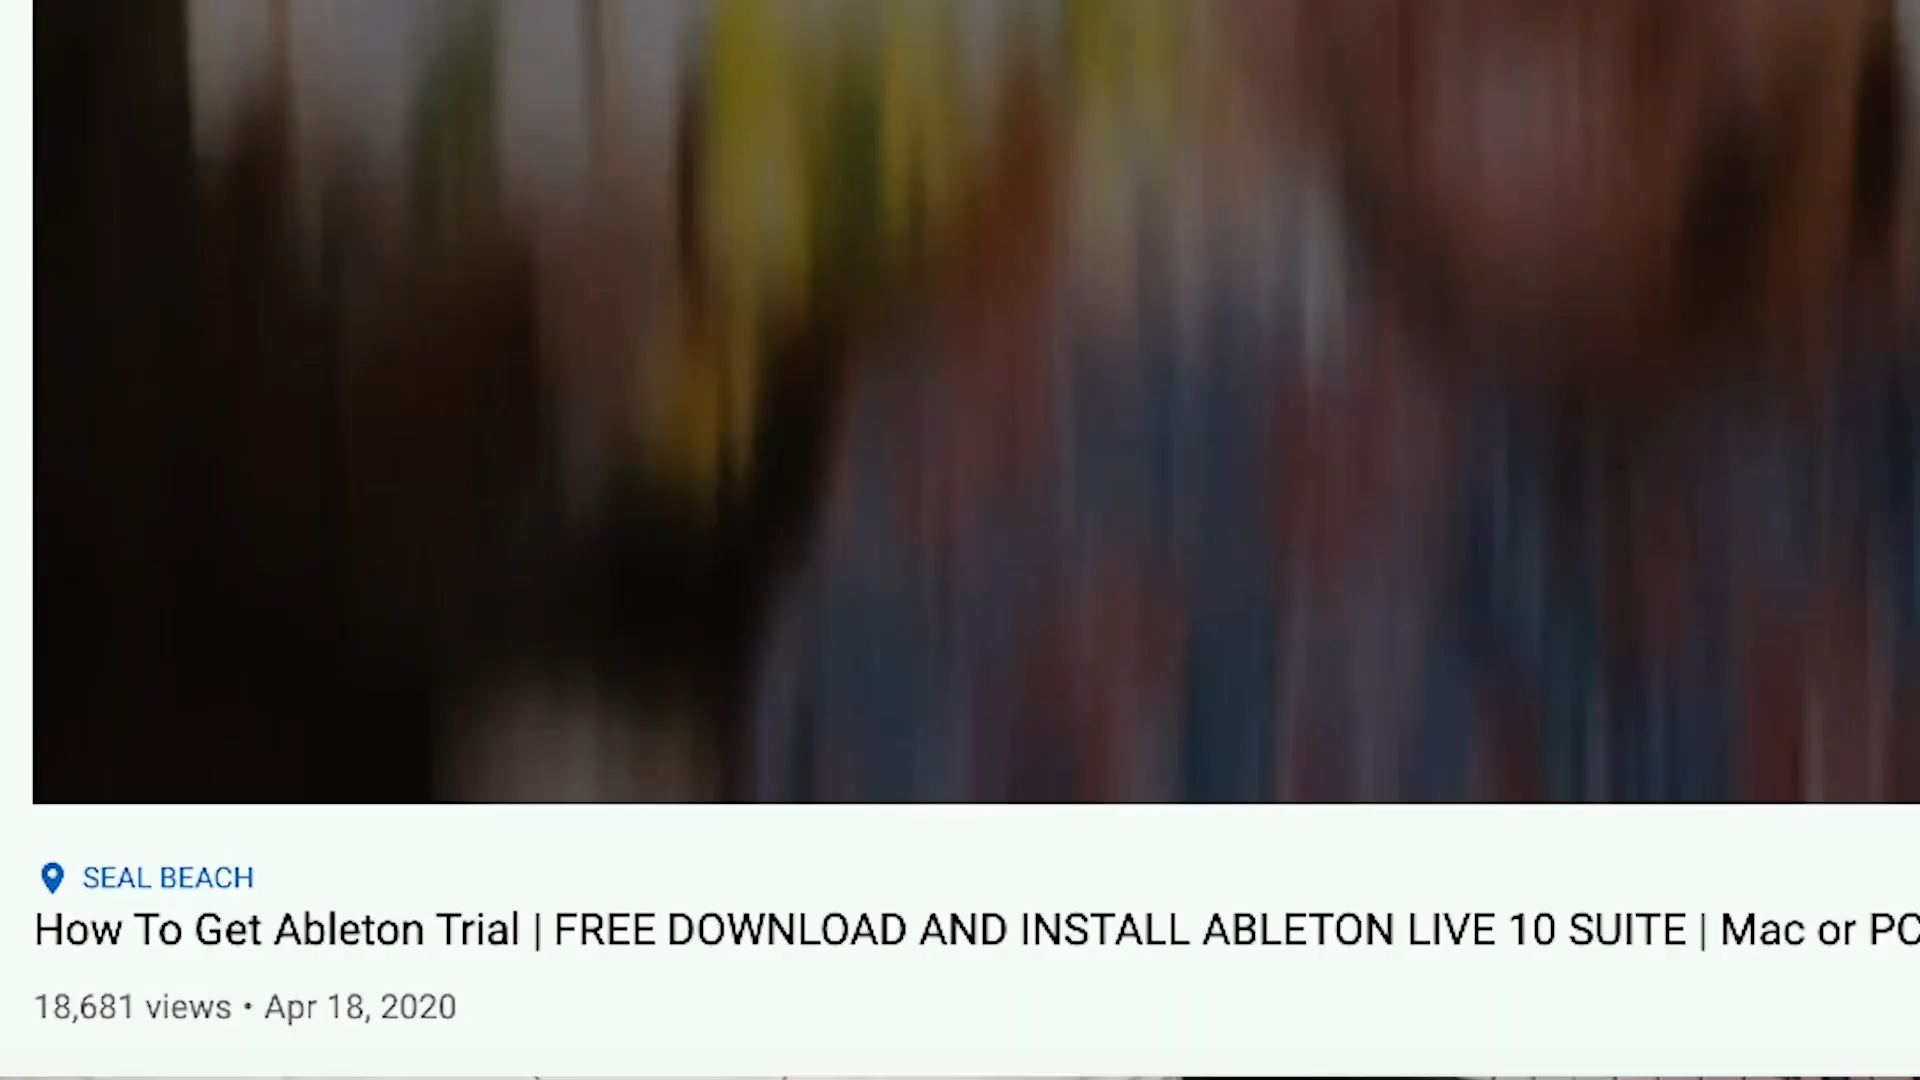 SEAL BEACH
How To Get Ableton Trial | FREE DOWNLOAD AND INSTALL ABLETON LIVE 10 SUITE | Mac or PC
18,681 views • Apr 18, 2020